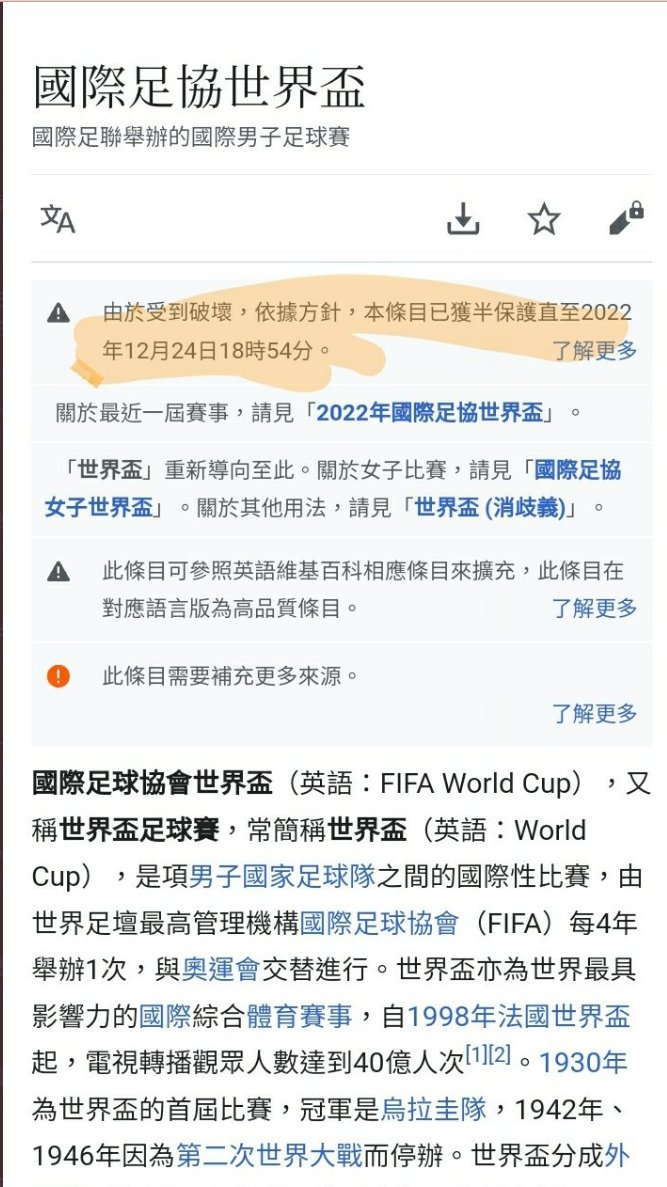 國際足協世界盃
國際足聯舉辦的國際男子足球賽
文A
由於受到破壞，依據方針，本條目已獲半保護直至2022
年12月24日18時54分。 了解更多
關於最近一屆賽事，請見「2022年國際足協世界盃」。
「世界盃」重新導向至此。關於女子比賽，請見「國際足協
女子世界盃」。關於其他用法，請見「世界盃 (消歧義)」。
此條目可參照英語維基百科相應條目來擴充，此條目在
對應語言版為高品質條目。 了解更多
此條目需要補充更多來源。
了解更多
國際足球協會世界盃（英語：FIFA World Cup），又
稱世界盃足球賽，常簡稱世界盃（英語：World
Cup），是項男子國家足球隊之間的國際性比賽，由
世界足壇最高管理機構國際足球協會（FIFA）每4年
舉辦1次，與奧運會交替進行。世界盃亦為世界最具
影響力的國際綜合體育賽事，自1998年法國世界盃
起，電視轉播觀眾人數達到40億人次[1][2]。1930年
為世界盃的首屆比賽，冠軍是烏拉圭隊，1942年、
1946年因為第二次世界大戰而停辦。世界盃分成外